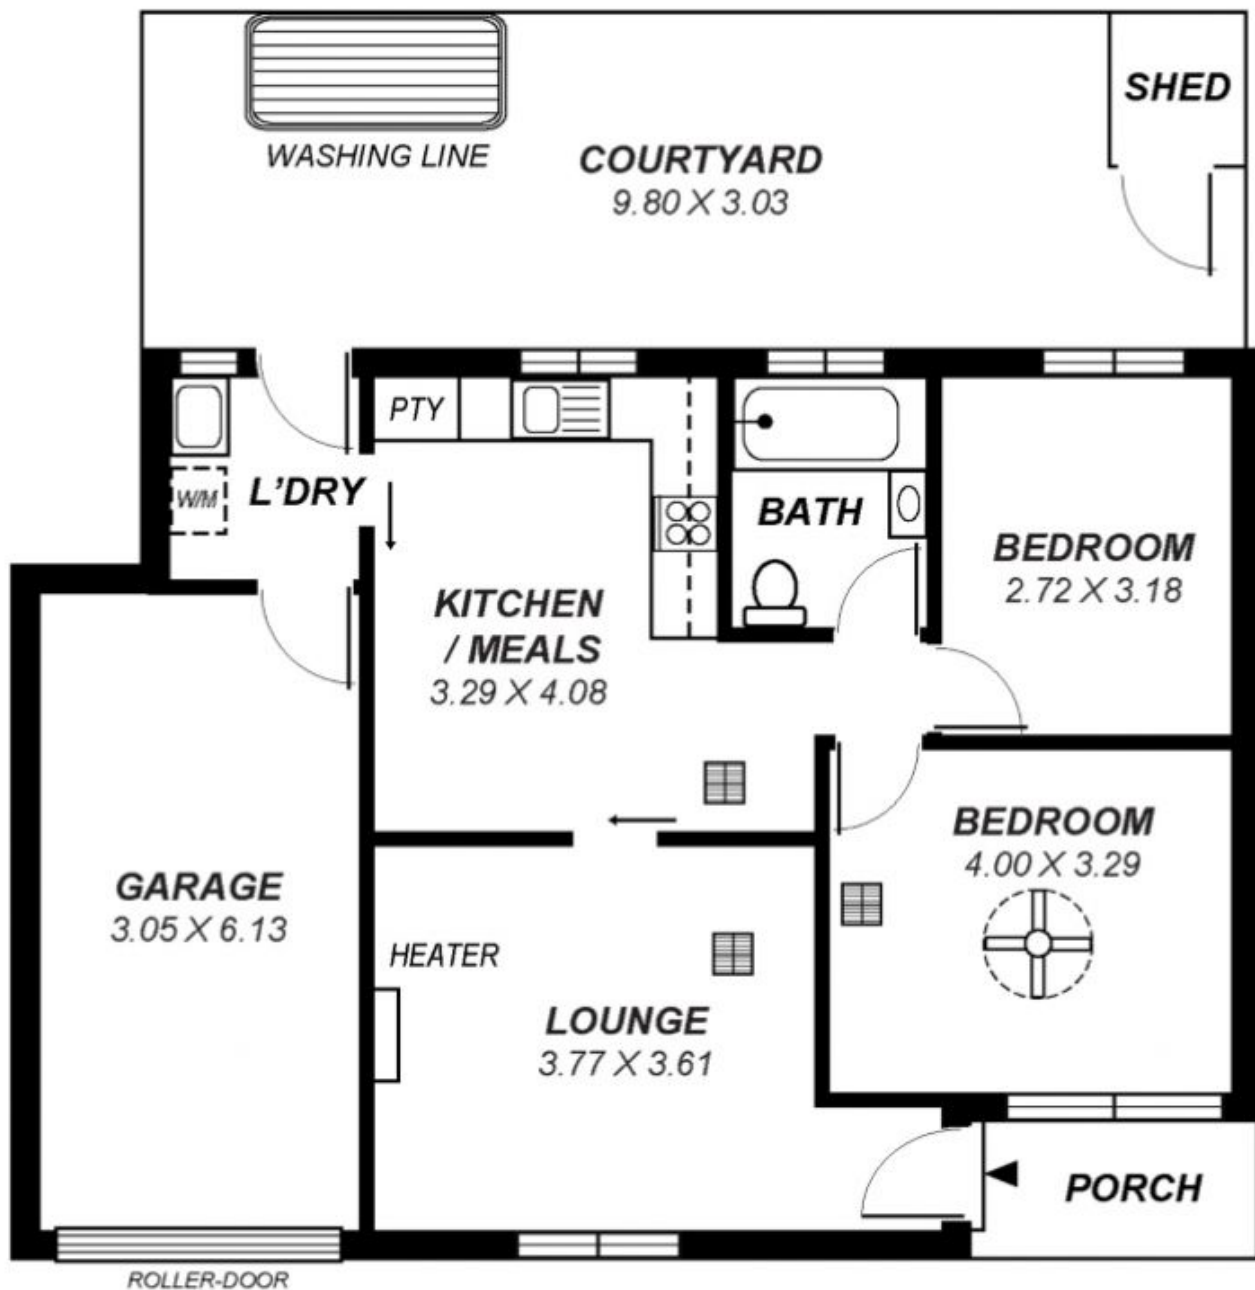 SHED
WASHING LINE
COURTYARD
9.80 X 3.03
PTY
W/M
L'DRY
BATH
BEDROOM
2.72 X 3.18
KITCHEN
/ MEALS
3.29 X 4.08
BEDROOM
4.00 X 3.29
GARAGE
3.05 X 6.13
HEATER
LOUNGE
3.77 X 3.61
PORCH
ROLLER-DOOR